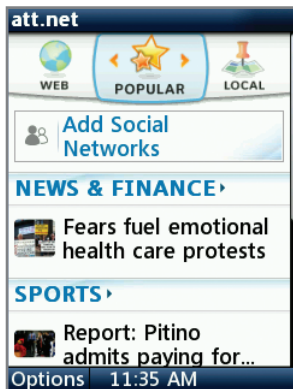 att.net
WEB
POPULAR
LOCAL
Add Social
Networks
NEWS & FINANCE
Fears fuel emotional
health care protests
SPORTS
Report: Pitino
admits paying for...
Options 11:35 AM